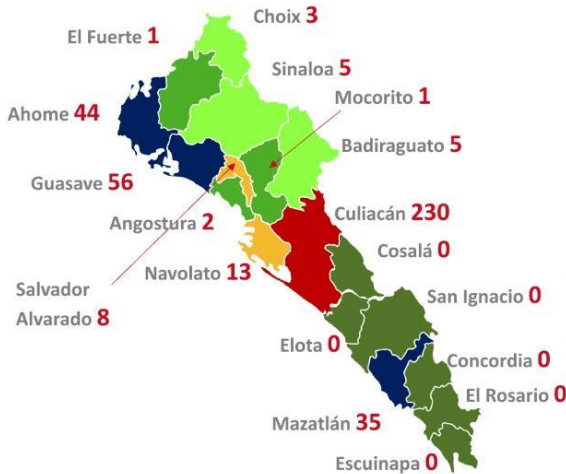 Choix 3
El Fuerte 1
Sinaloa 5
Mocorito 1
Ahome 44
Badiraguato 5
Guasave 56
Culiacán 230
Angostura 2
Cosalá 0
Navolato 13
Salvador
Alvarado 8
San Ignacio 0
Elota 0
Concordia 0
El Rosario 0
Mazatlán 35
Escuinapa 0